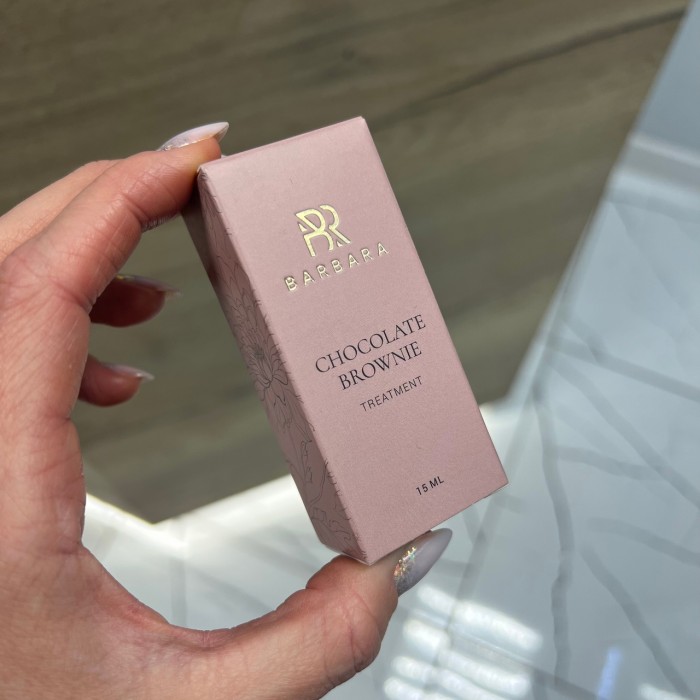 BR
BARBARA
CHOCOLATE
BROWNIE
TREATMENT
15 ML